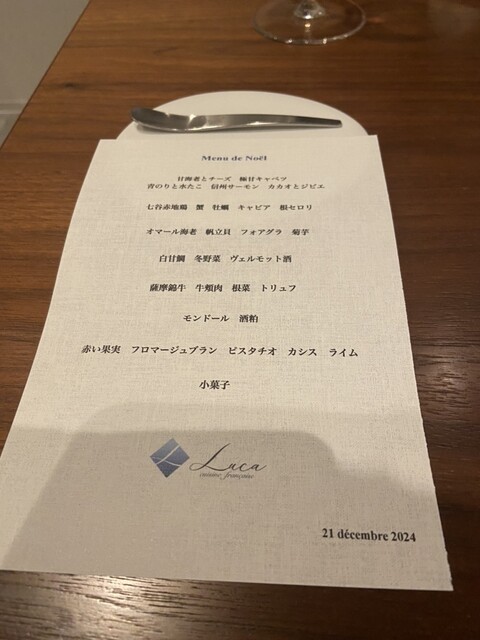 Menu de Noël
甘海老とチーズ 極甘キャベツ
青のりと水たこ 信州サーモン カカオとジビエ
七谷赤地鶏 蟹 牡蠣 キャビア 根セロリ
オマール海老 帆立貝 フォアグラ 菊芋
白甘鯛 冬野菜 ヴェルモット酒
薩摩錦牛 牛頬肉 根菜 トリュフ
モンドール 酒粕
赤い果実 フロマージュブラン ピスタチオ カシス ライム
小菓子
Luca
cuisine française
21 décembre 2024